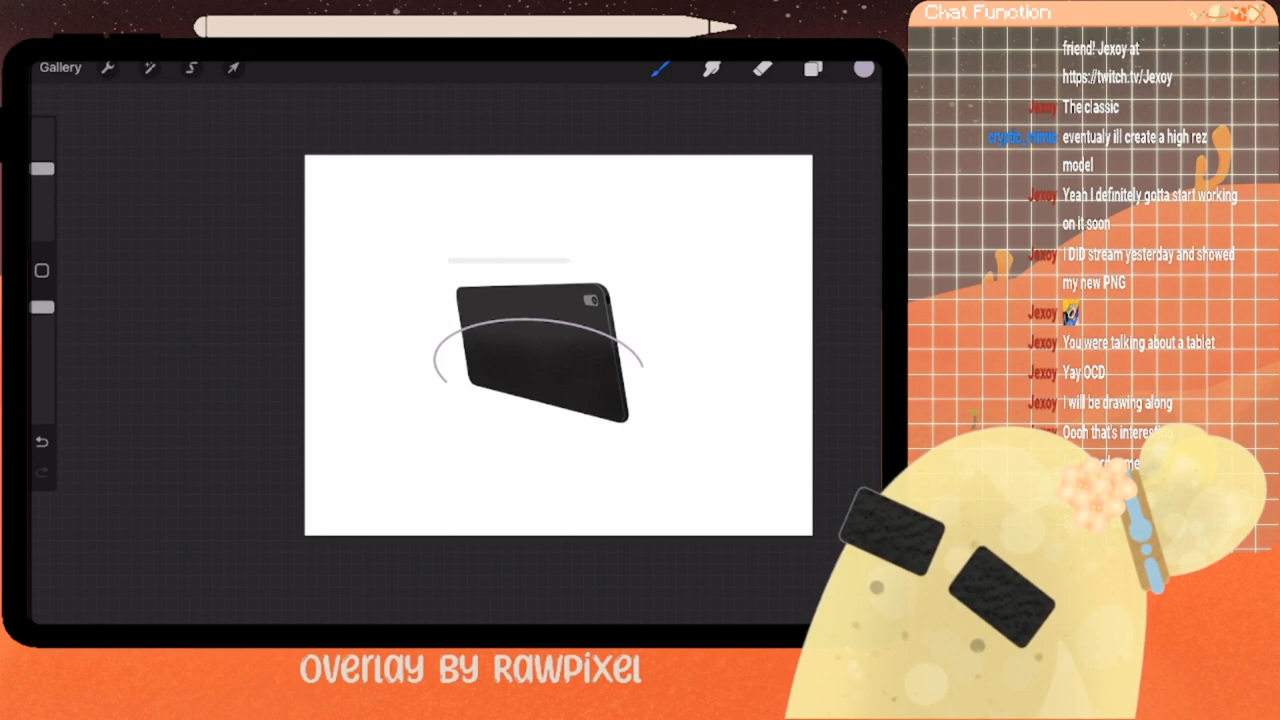 Chat Function
Gallery
friend! Jexoy at
https://twitch.tv/Jexoy
Jexoy The classic
eventualy ill create a high rez
model
Jexoy Yeah I definitely gotta start working
on it soon
Jexoy I DID stream yesterday and showed
my new PNG
Jexoy
Jexoy You were talking about a tablet
Jexoy Yay OCD
Jexoy I will be drawing along
Oooh that's
OVERLAY BY RAWPIXEL